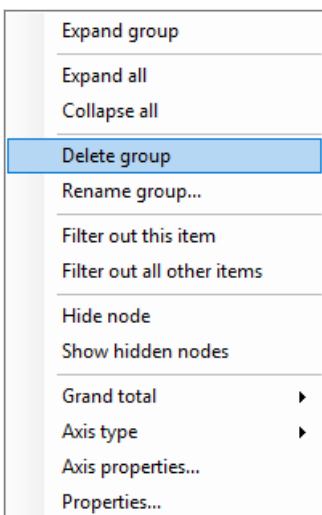 Expand group
Expand all
Collapse all
Delete group
Rename group...
Filter out this item
Filter out all other items
Hide node
Show hidden nodes
Grand total
Axis type
Axis properties...
Properties...